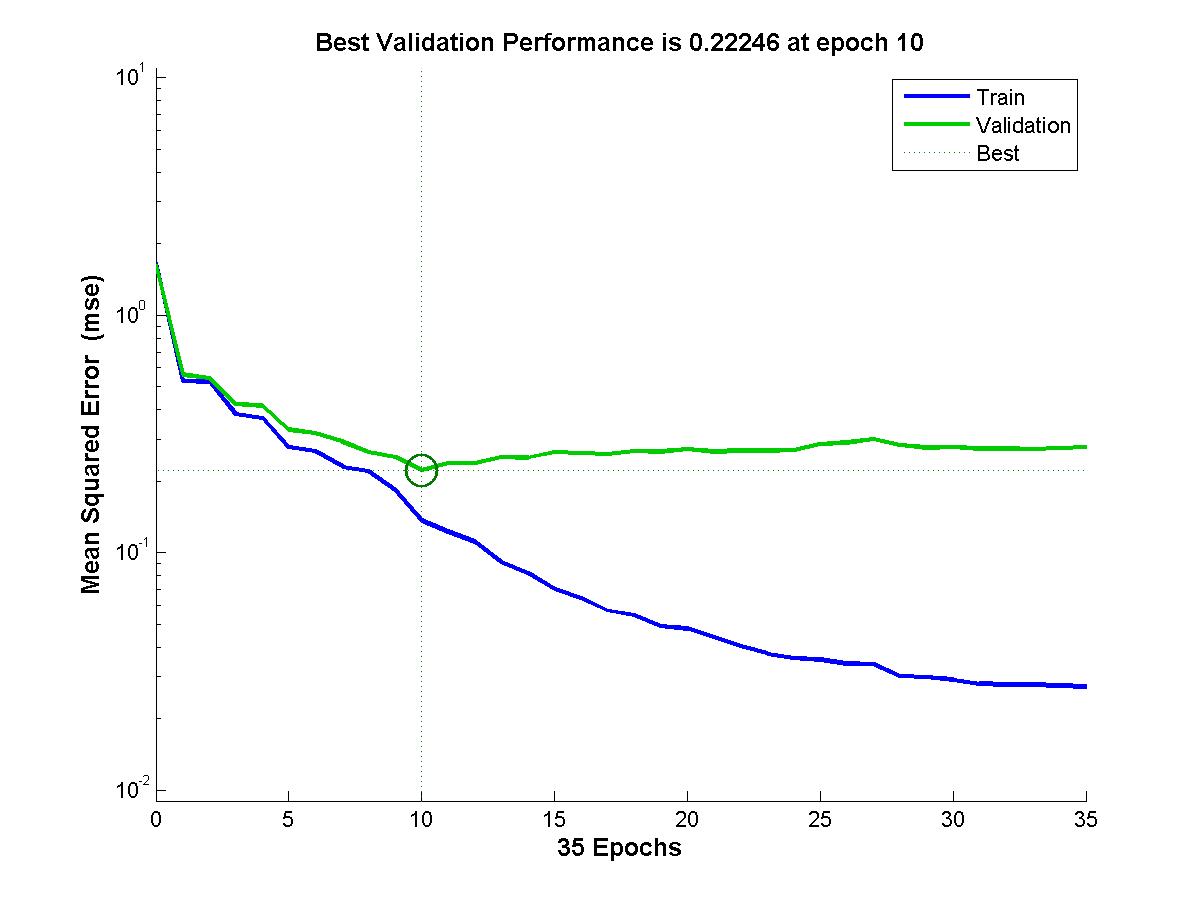 Best Validation Performance is 0.22246 at epoch 10
Train
Validation
Best
Mean Squared Error (mse)
10^1
10^0
10^-1
10^-2
0 5 10 15 20 25 30 35
35 Epochs